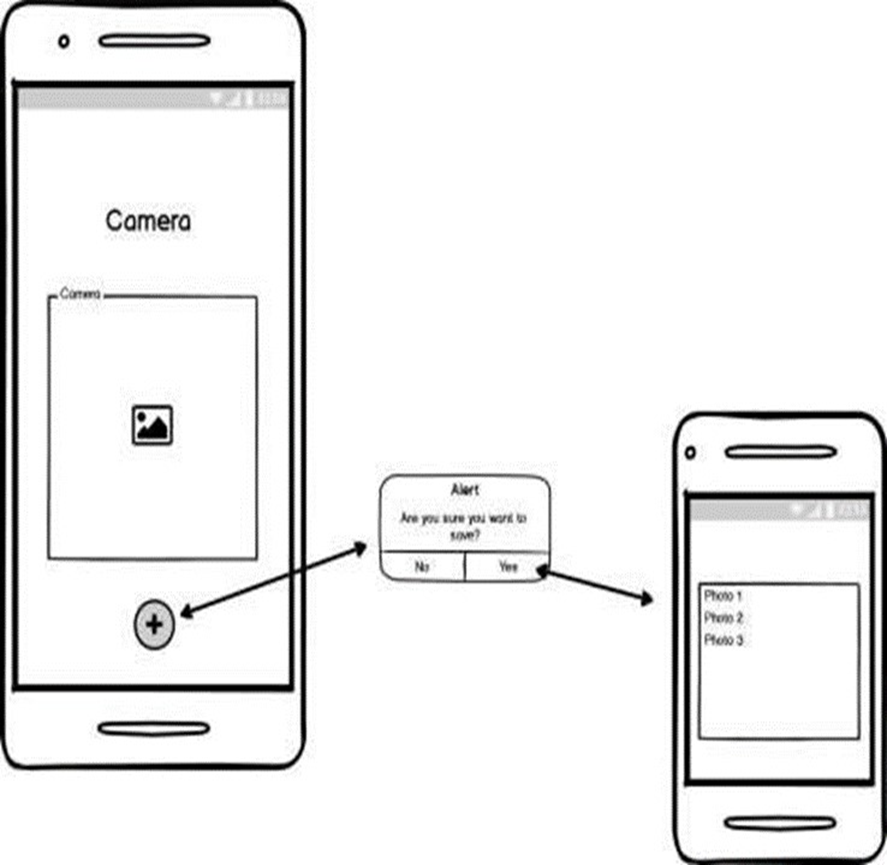 Camera
Camera
+
Alert
Are you sure you want to
save?
No
Yes
Photo 1
Photo 2
Photo 3